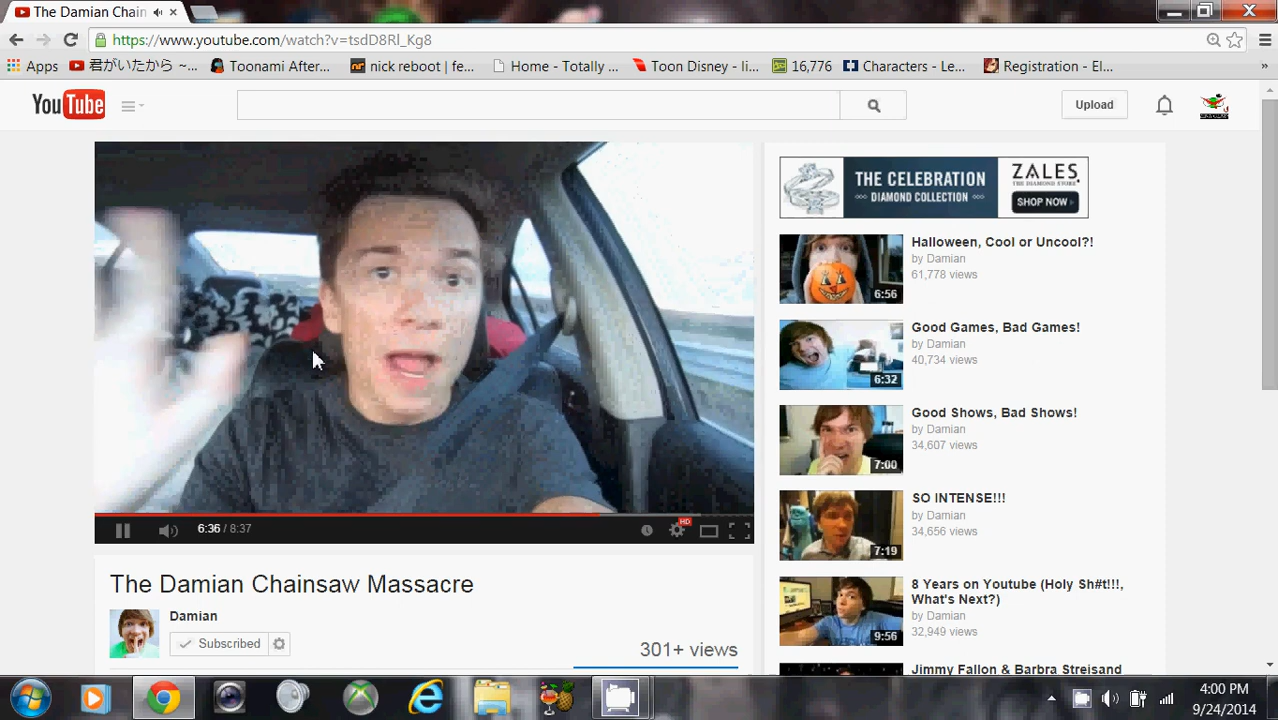 The Damian Chain
https://www.youtube.com/watch?v=tsdD8Rl_Kg8
Apps 君がいたから ~... Toonami After... nick reboot | fe... Home - Totally ... Toon Disney - li... 16,776 Characters - Le... Registration - El... »
YouTube Upload
THE CELEBRATION
DIAMOND COLLECTION
ZALES.
THE DIAMOND STORE
SHOP NOW
Halloween, Cool or Uncool?!
by Damian
61,778 views
6:56
Good Games, Bad Games!
by Damian
40,734 views
6:32
Good Shows, Bad Shows!
by Damian
34,607 views
7:00
SO INTENSE!!!
by Damian
34,656 views
7:19
8 Years on Youtube (Holy Sh#t!!!,
What's Next?)
by Damian
32,949 views
9:56
Jimmy Fallon & Barbra Streisand
6:36 / 8:37
HD
The Damian Chainsaw Massacre
Damian
Subscribed
301+ views
4:00 PM
9/24/2014